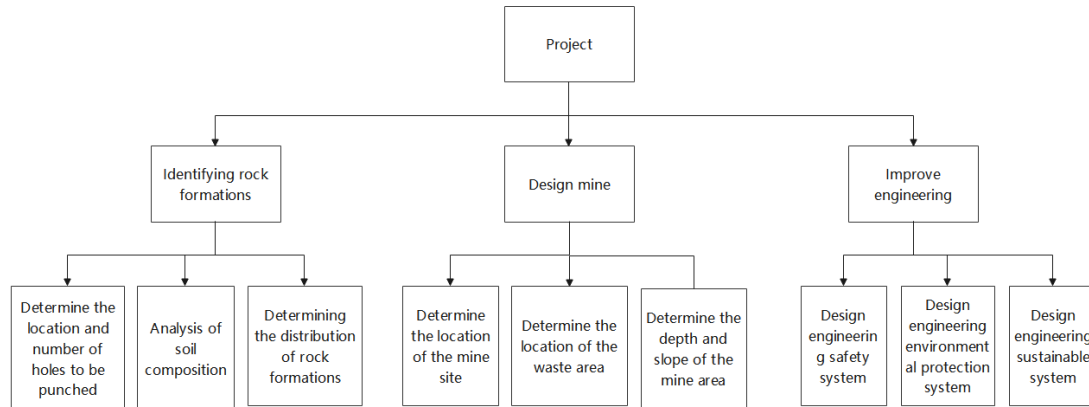 Project
Identifying rock
formations
Design mine
Improve
engineering
Determine the
location and
number of
holes to be
punched
Analysis of
soil
composition
Determining
the distribution
of rock
formations
Determine
the location
of the mine
site
Determine the
location of the
waste area
Determine the
depth and
slope of the
mine area
Design
engineerin
g safety
system
Design
engineering
environment
al protection
system
Design
engineering
sustainable
system